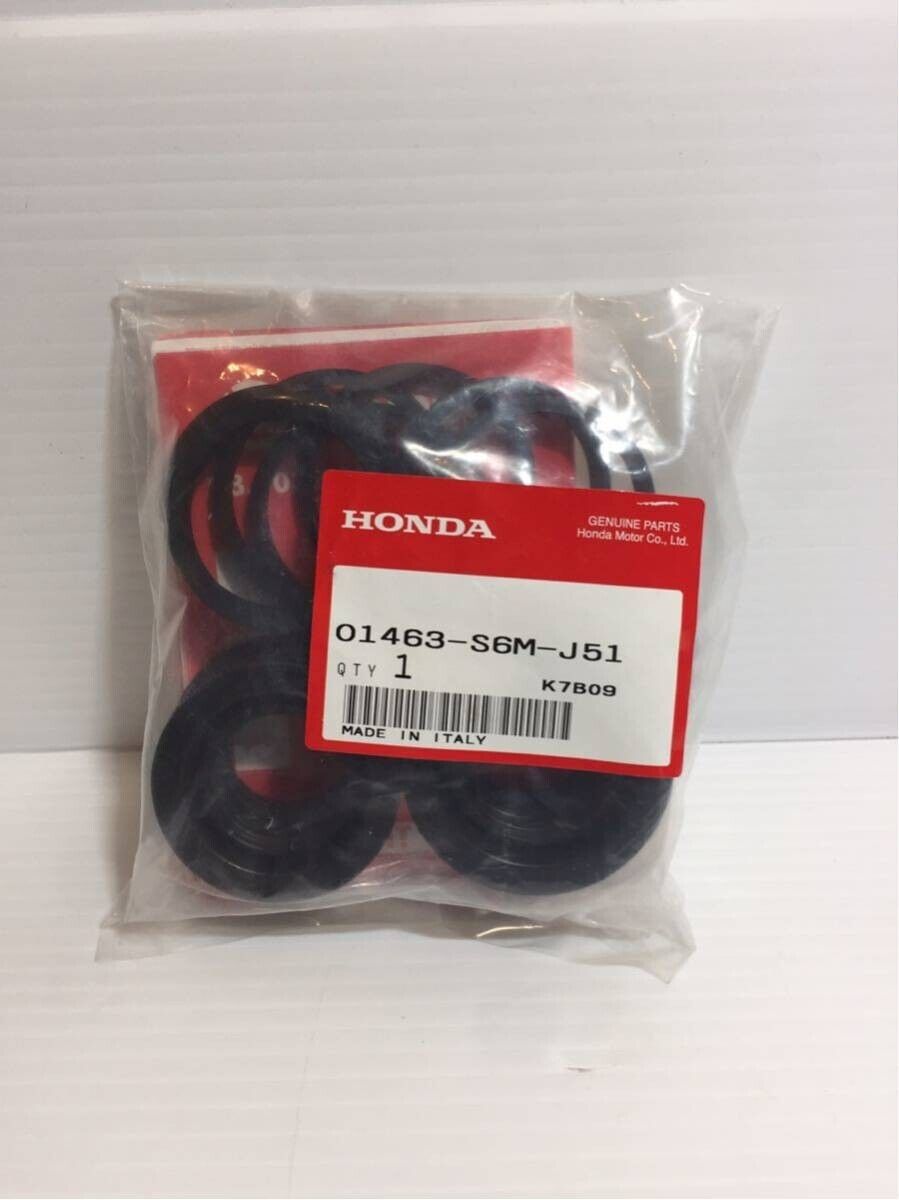 HONDA
GENUINE PARTS
Honda Motor Co., Ltd.
01463-S6M-J51
QTY 1
K7B09
MADE IN ITALY